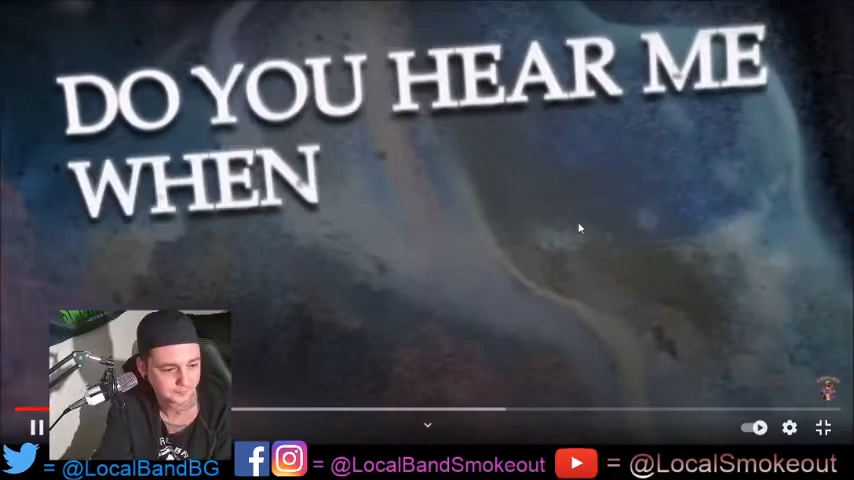 DO YOU HEAR ME
WHEN
= @LocalBandBG
= @LocalBandSmokeout
= @LocalSmokeout